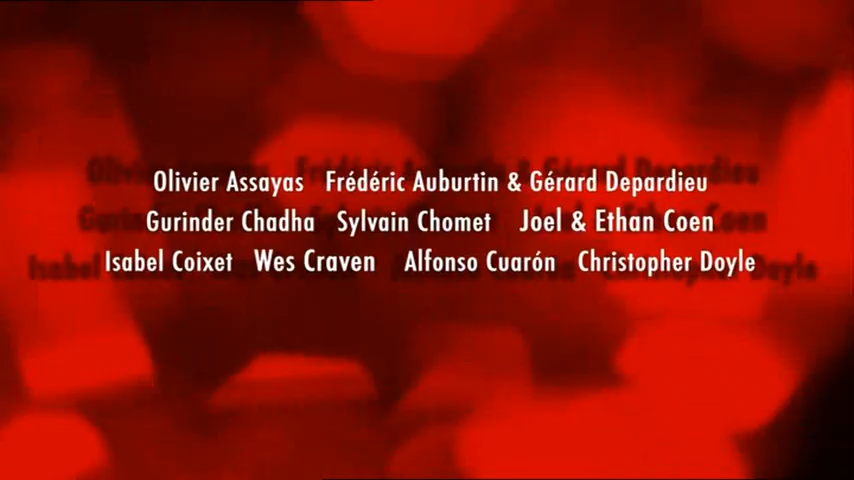 Olivier Assayas Frédéric Auburtin & Gérard Depardieu
Gurinder Chadha Sylvain Chomet Joel & Ethan Coen
Isabel Coixet Wes Craven Alfonso Cuarón Christopher Doyle